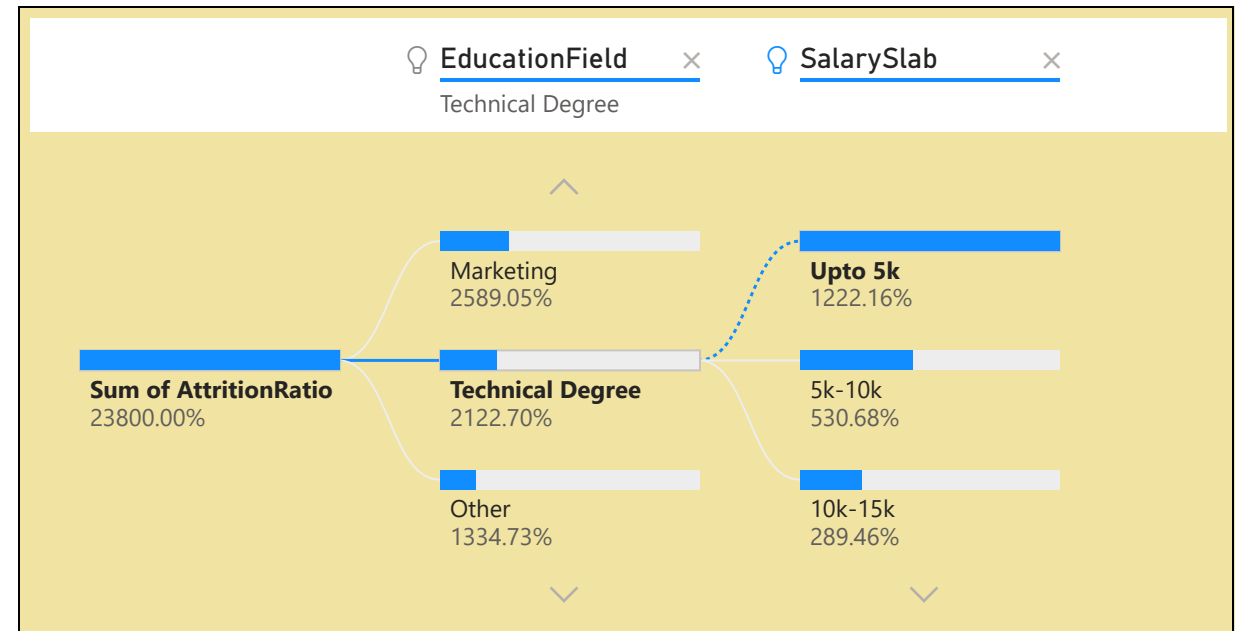 EducationField
SalarySlab
Technical Degree
Marketing
2589.05%
Upto 5k
1222.16%
Sum of AttritionRatio
23800.00%
Technical Degree
2122.70%
5k-10k
530.68%
Other
1334.73%
10k-15k
289.46%